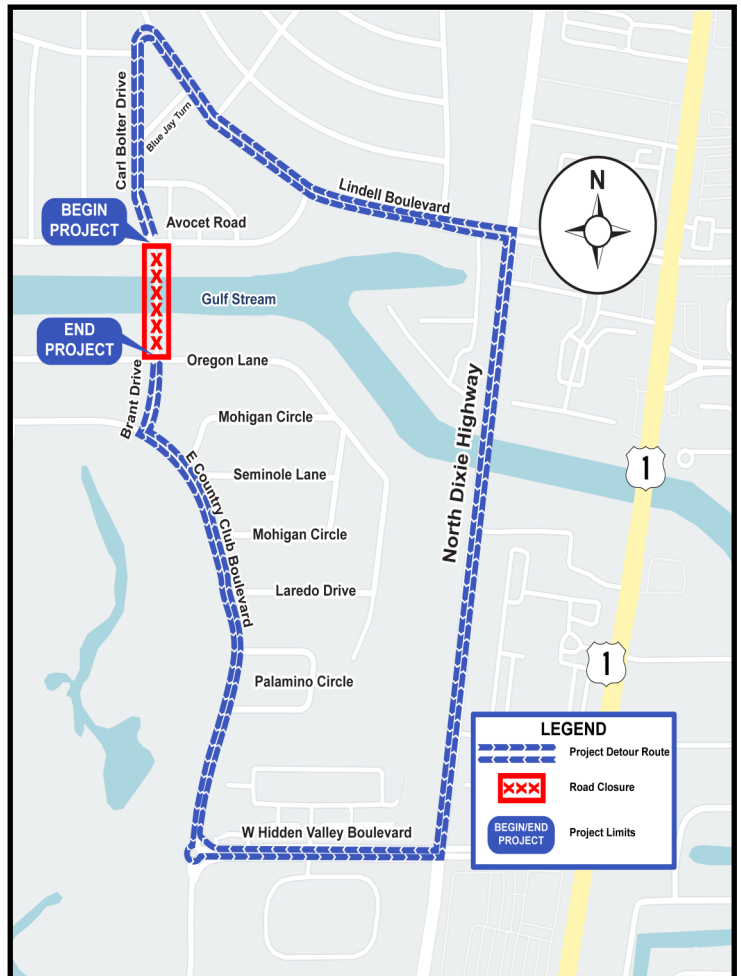 Carl Bolter Drive
Blue Jay Turn
Lindell Boulevard
N
BEGIN
PROJECT
Avocet Road
XXXXXX
Gulf Stream
END
PROJECT
Oregon Lane
Brant Drive
Mohigan Circle
E Country Club Boulevard
Seminole Lane
Mohigan Circle
Laredo Drive
North Dixie Highway
1
1
Palamino Circle
W Hidden Valley Boulevard
LEGEND
Project Detour Route
XXX
Road Closure
BEGIN/END
PROJECT
Project Limits